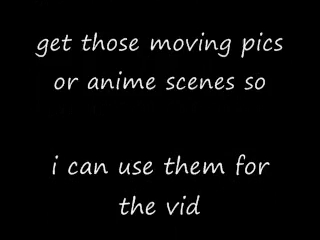 get those moving pics
or anime scenes so
i can use them for
the vid